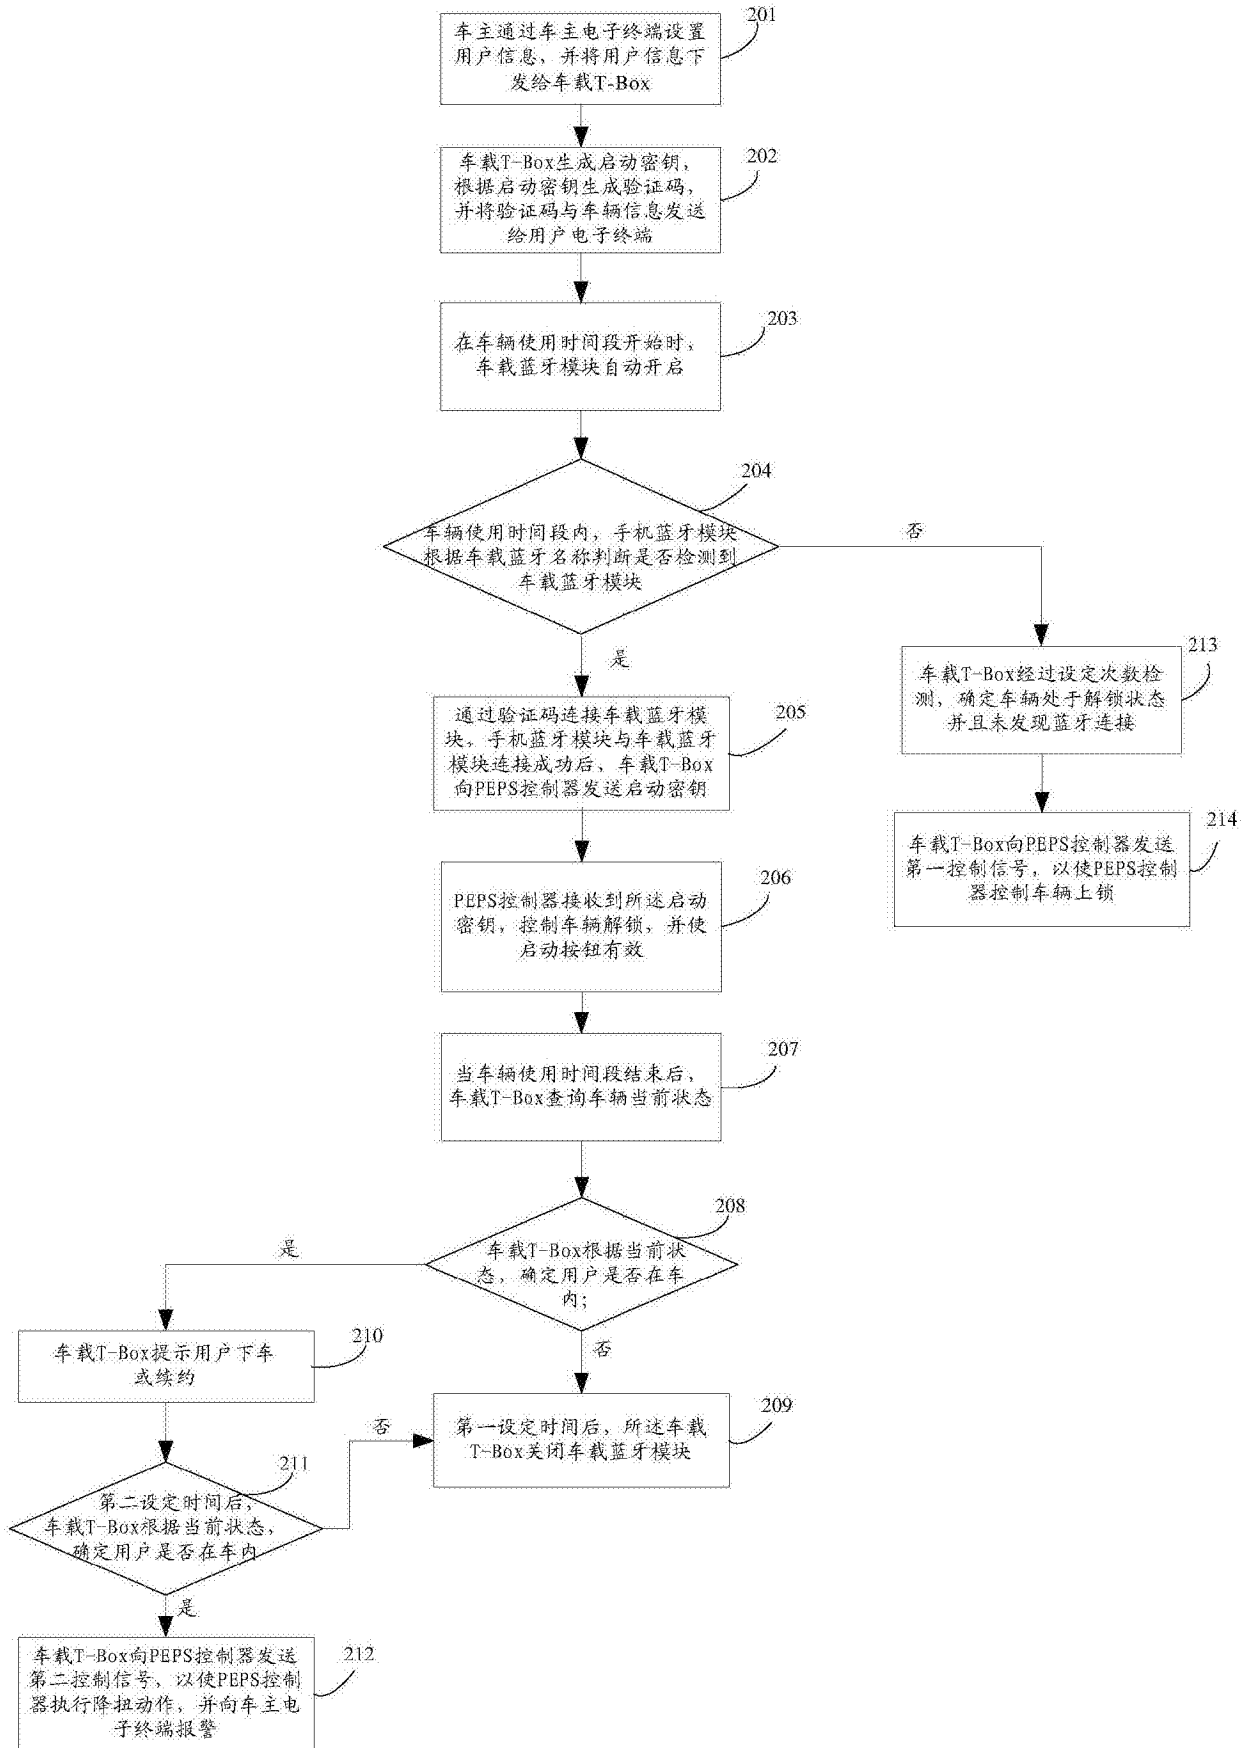 201
车主通过车主电子终端设置
用户信息，并将用户信息下
发给车载T-Box
202
车载T-Box生成启动密钥，
根据启动密钥生成验证码，
并将验证码与车辆信息发送
给用户电子终端
203
在车辆使用时间段开始时，
车载蓝牙模块自动开启
204
车辆使用时间段内，手机蓝牙模块
根据车载蓝牙名称判断是否检测到
车载蓝牙模块
否
是
213
车载T-Box经过设定次数检
测，确定车辆处于解锁状态
并且未发现蓝牙连接
205
通过验证码连接车载蓝牙模
块，手机蓝牙模块与车载蓝牙
模块连接成功后，车载T-Box
向PEPS控制器发送启动密钥
214
车载T-Box向PEPS控制器发送
第一控制信号，以使PEPS控制
器控制车辆上锁
206
PEPS控制器接收到所述启动
密钥，控制车辆解锁，并使
启动按钮有效
207
当车辆使用时间段结束后，
车载T-Box查询车辆当前状态
208
车载T-Box根据当前状
态，确定用户是否在车
内；
是
否
210
车载T-Box提示用户下车
或续约
209
第一设定时间后，所述车载
T-Box关闭车载蓝牙模块
否
211
第二设定时间后，
车载T-Box根据当前状态，
确定用户是否在车内
是
212
车载T-Box向PEPS控制器发送
第二控制信号，以使PEPS控制
器执行降扭动作，并向车主电
子终端报警